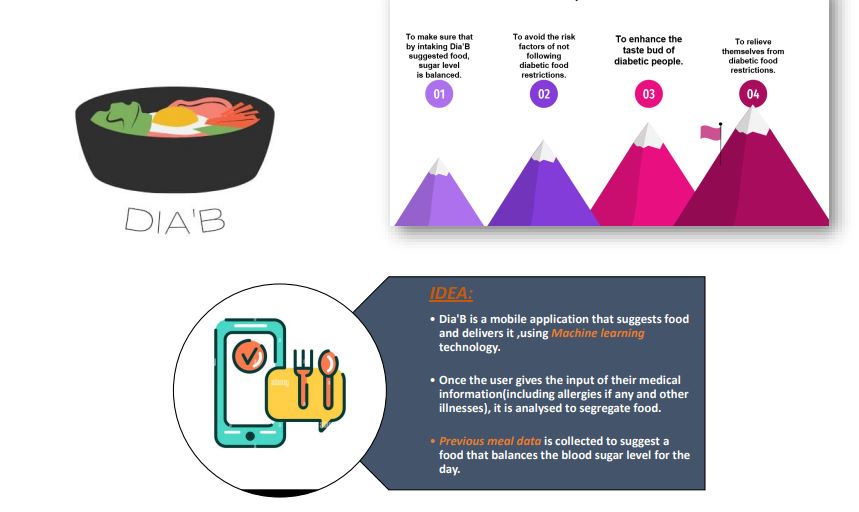 To make sure that
by intaking Dia'B
suggested food,
sugar level
is balanced.
01
To avoid the risk
factors of not
following
diabetic food
restrictions.
02
To enhance the
taste bud of
diabetic people.
03
To relieve
themselves from
diabetic food
restrictions.
04
DIA'B
IDEA:
• Dia'B is a mobile application that suggests food
and delivers it ,using Machine learning
technology.
• Once the user gives the input of their medical
information(including allergies if any and other
illnesses), it is analysed to segregate food.
• Previous meal data is collected to suggest a
food that balances the blood sugar level for the
day.